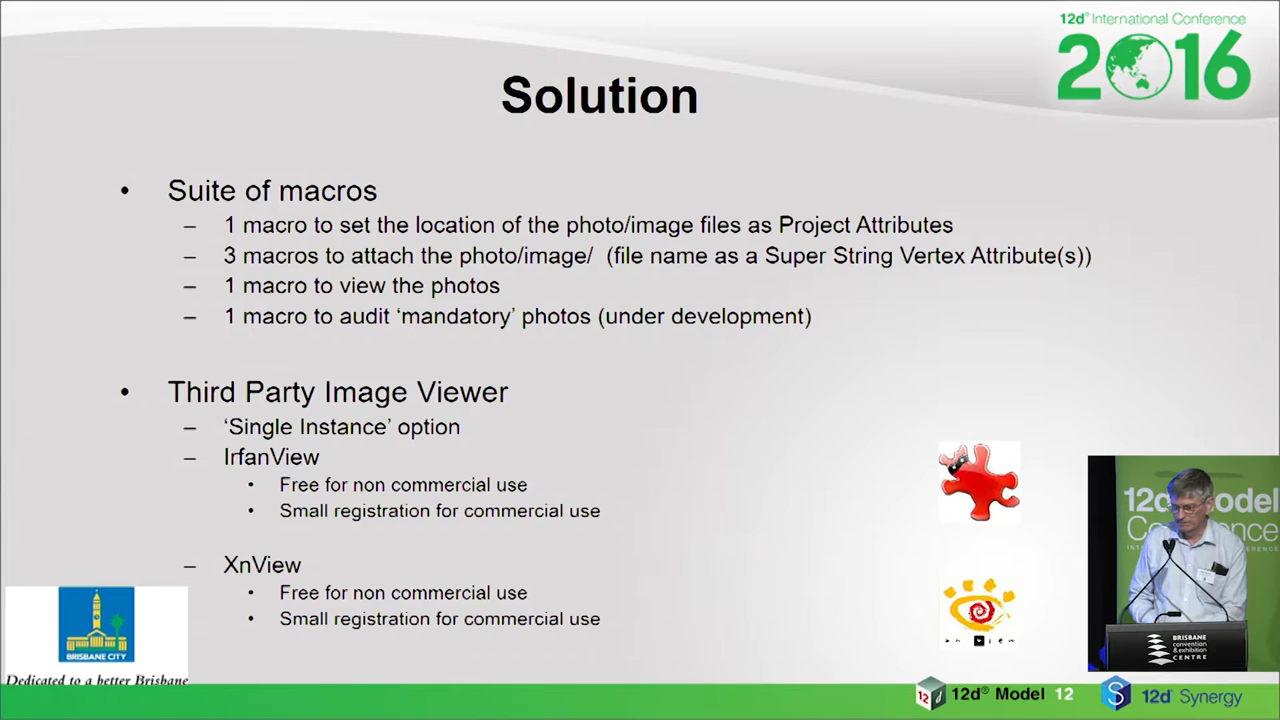 12d® International Conference
2016
Solution
• Suite of macros
– 1 macro to set the location of the photo/image files as Project Attributes
– 3 macros to attach the photo/image/ (file name as a Super String Vertex Attribute(s))
– 1 macro to view the photos
– 1 macro to audit ‘mandatory’ photos (under development)
• Third Party Image Viewer
– ‘Single Instance’ option
– IrfanView
• Free for non commercial use
• Small registration for commercial use
– XnView
• Free for non commercial use
• Small registration for commercial use
12d Model
BRISBANE
convention
& exhibition
CENTRE
BRISBANE CITY
Dedicated to a better Brisbane
12d® Model 12
12d® Synergy